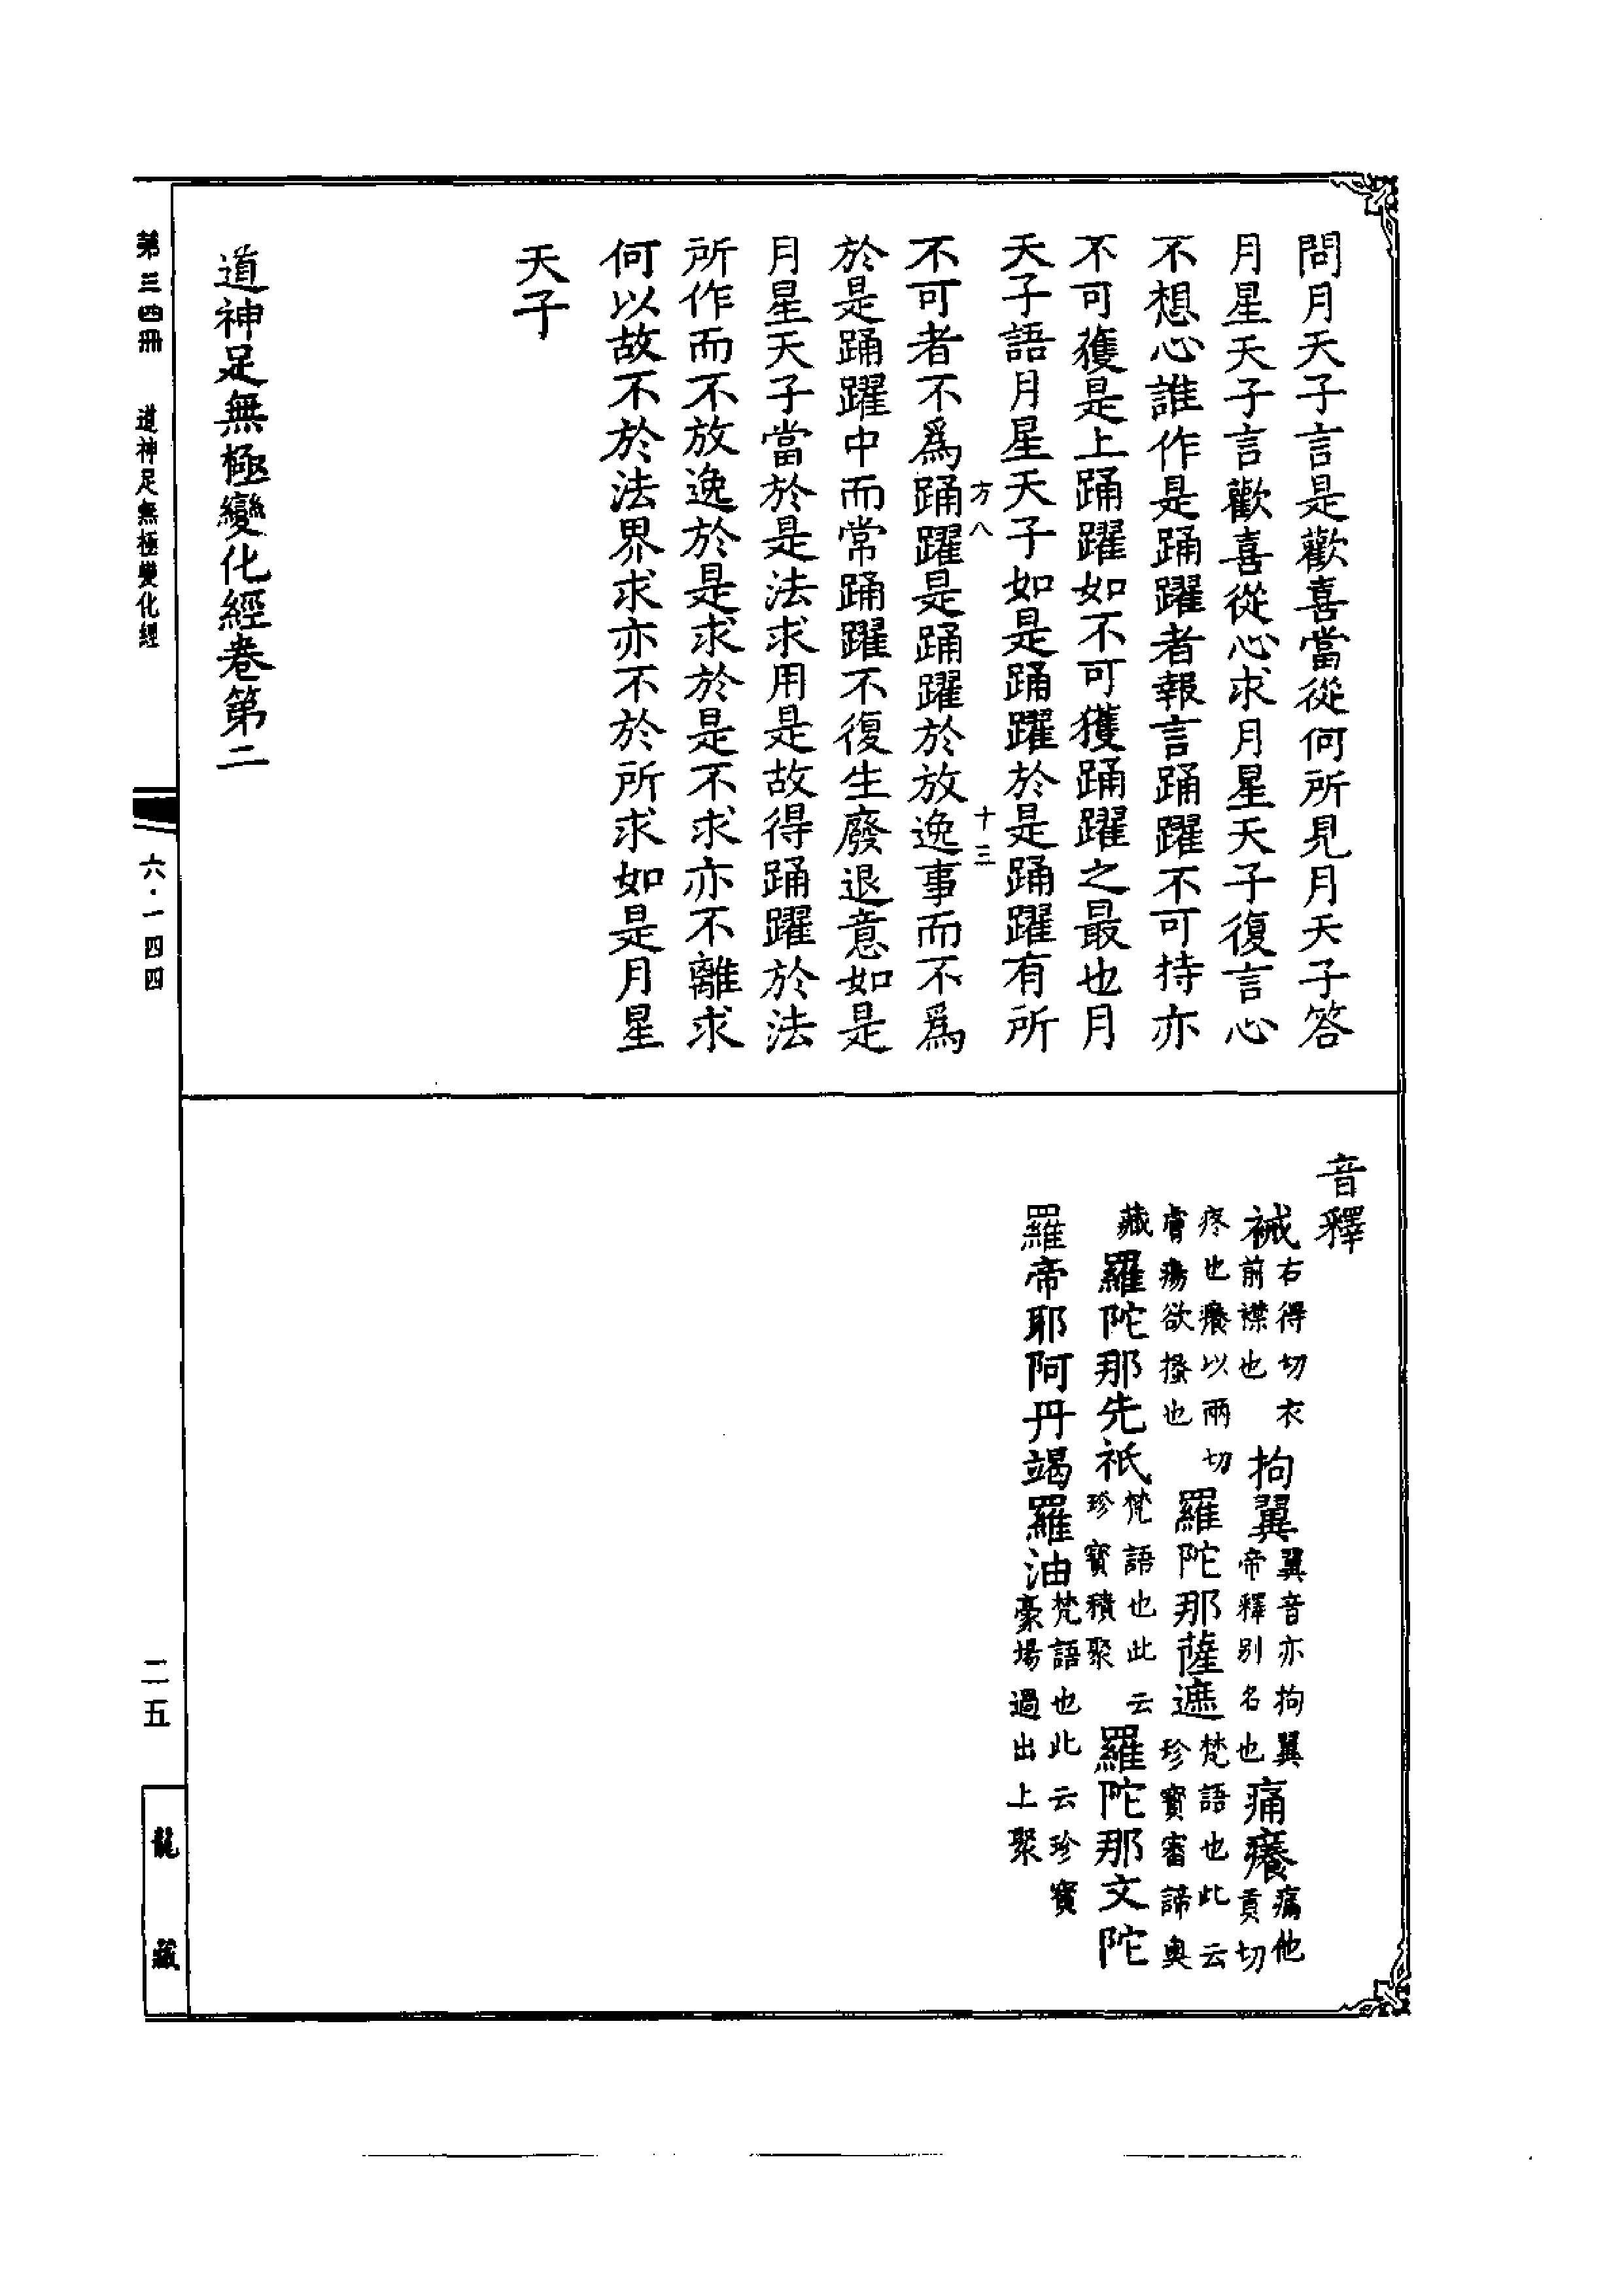 問月天子言是歡喜當從何所見月天子答
月星天子言歡喜從心求月星天子復言心
不想心誰作是踊躍者報言踊躍不可持亦
不可獲是上踊躍如不可獲踊躍之最也月
天子語月星天子如是踊躍於是踊躍有所
方八 十三
不可者不爲踊躍是踊躍於放逸事而不爲
於是踊躍中而常踊躍不復生廢退意如是
月星天子當於是法求用是故得踊躍於法
所作而不放逸於是求於是不求亦不離求
何以故不於法界求亦不於所求如是月星
天子
道神足無極變化經卷第二
音釋
裓右得切衣前襟也 拘翼翼音亦拘翼帝釋别名也 痛癢痛他貢切
疼也癢以兩切膚瘍欲搔也 羅陀那薩遮梵語也此云珍寳審諦奥
藏 羅陀那先祇梵語也此云珍寳積聚 羅陀那文陀
羅帝耶阿丹竭羅油梵語也此云珍寳豪場過出上聚
第三四冊 道神足無極變化經 六·一四四 二五 龍藏